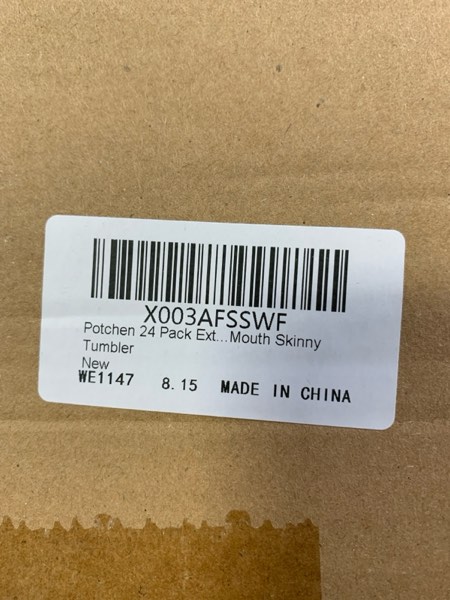 X003AFSSWF
Potchen 24 Pack Ext...Mouth Skinny
Tumbler
New
WE1147 8.15 MADE IN CHINA